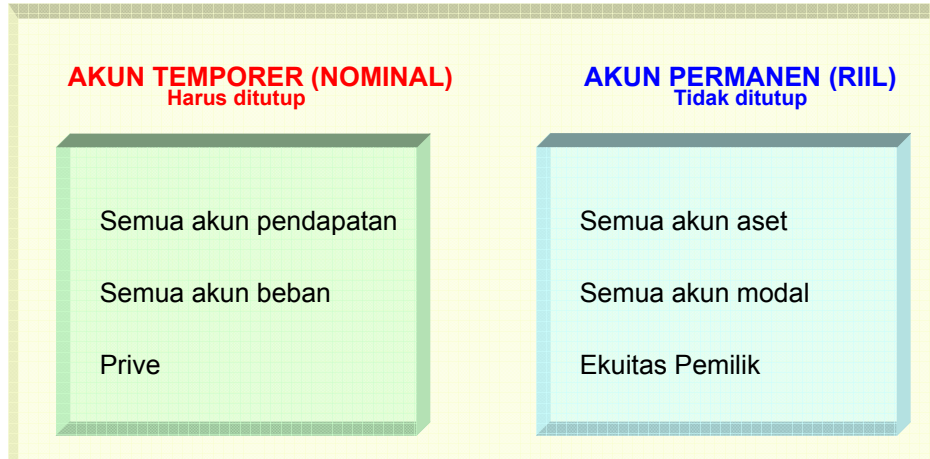 AKUN TEMPORER (NOMINAL)
Harus ditutup
Semua akun pendapatan
Semua akun beban
Prive
AKUN PERMANEN (RIIL)
Tidak ditutup
Semua akun aset
Semua akun modal
Ekuitas Pemilik